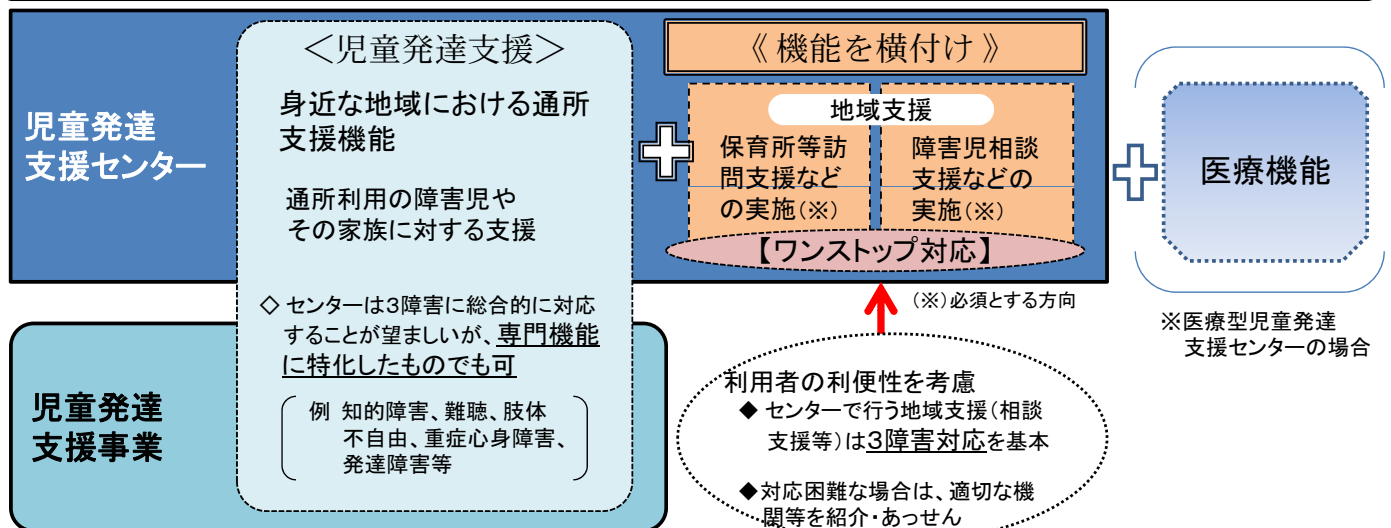 児童発達
支援センター
＜児童発達支援＞
身近な地域における通所
支援機能
通所利用の障害児や
その家族に対する支援
◇ センターは３障害に総合的に対応
することが望ましいが、専門機能
に特化したものでも可
例 知的障害、難聴、肢体
不自由、重症心身障害、
発達障害等
《 機能を横付け 》
地域支援
保育所等訪
問支援など
の実施（※）
障害児相談
支援などの
実施（※）
【ワンストップ対応】
（※）必須とする方向
医療機能
※医療型児童発達
支援センターの場合
児童発達
支援事業
利用者の利便性を考慮
◆ センターで行う地域支援（相談
支援等）は３障害対応を基本
◆対応困難な場合は、適切な機
関等を紹介・あっせん